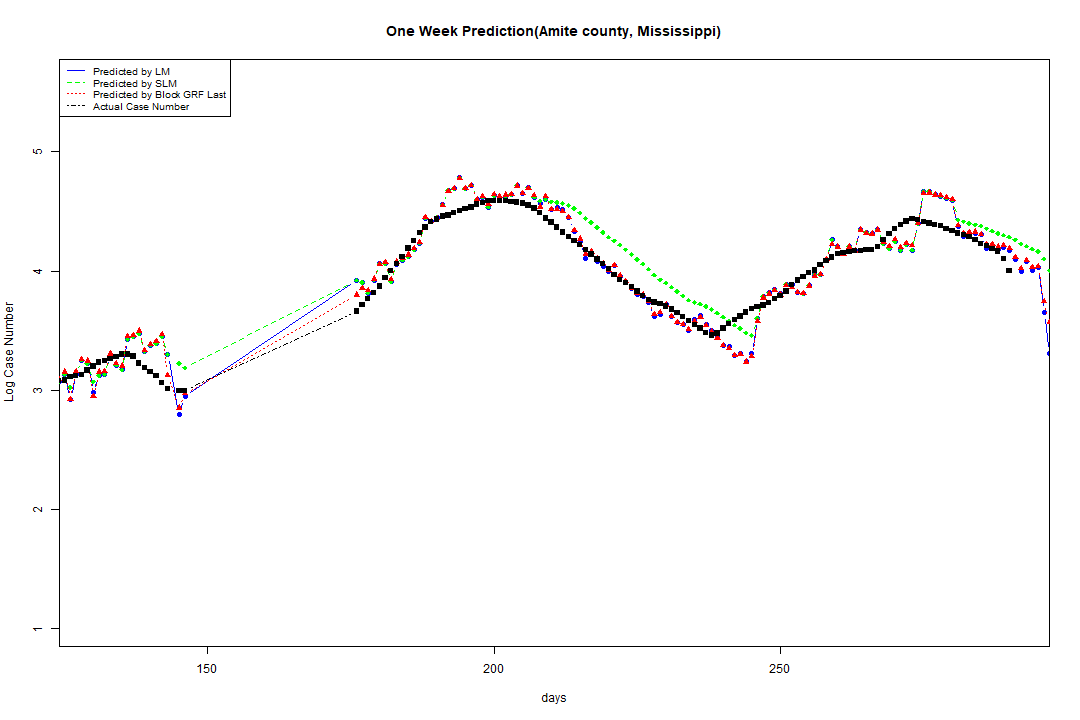 One Week Prediction(Amite county, Mississippi)
Predicted by LM
Predicted by SLM
Predicted by Block GRF Last
Actual Case Number
5
4
3
2
1
Log Case Number
150
200
250
days